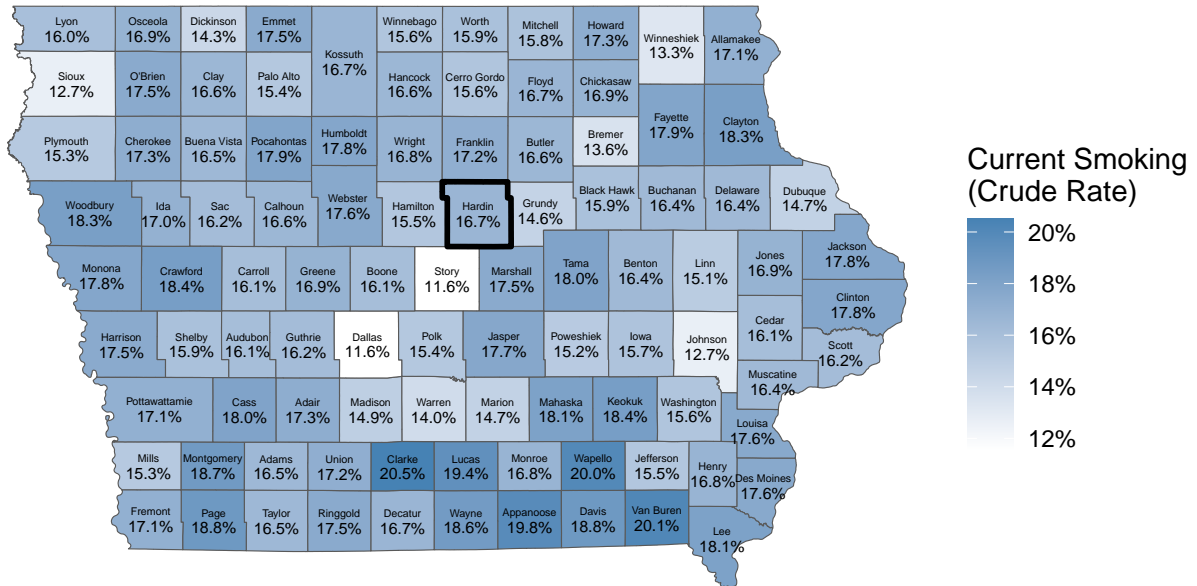 Lyon
16.0%
Osceola
16.9%
Dickinson
14.3%
Emmet
17.5%
Kossuth
16.7%
Winnebago
15.6%
Worth
15.9%
Mitchell
15.8%
Howard
17.3%
Winneshiek
13.3%
Allamakee
17.1%
Sioux
12.7%
O'Brien
17.5%
Clay
16.6%
Palo Alto
15.4%
Hancock
16.6%
Cerro Gordo
15.6%
Floyd
16.7%
Chickasaw
16.9%
Fayette
17.9%
Clayton
18.3%
Plymouth
15.3%
Cherokee
17.3%
Buena Vista
16.5%
Pocahontas
17.9%
Humboldt
17.8%
Wright
16.8%
Franklin
17.2%
Butler
16.6%
Bremer
13.6%
Woodbury
18.3%
Ida
17.0%
Sac
16.2%
Calhoun
16.6%
Webster
17.6%
Hamilton
15.5%
Hardin
16.7%
Grundy
14.6%
Black Hawk
15.9%
Buchanan
16.4%
Delaware
16.4%
Dubuque
14.7%
Monona
17.8%
Crawford
18.4%
Carroll
16.1%
Greene
16.9%
Boone
16.1%
Story
11.6%
Marshall
17.5%
Tama
18.0%
Benton
16.4%
Linn
15.1%
Jones
16.9%
Jackson
17.8%
Clinton
17.8%
Harrison
17.5%
Shelby
15.9%
Audubon
16.1%
Guthrie
16.2%
Dallas
11.6%
Polk
15.4%
Jasper
17.7%
Poweshiek
15.2%
Iowa
15.7%
Johnson
12.7%
Cedar
16.1%
Scott
16.2%
Muscatine
16.4%
Pottawattamie
17.1%
Cass
18.0%
Adair
17.3%
Madison
14.9%
Warren
14.0%
Marion
14.7%
Mahaska
18.1%
Keokuk
18.4%
Washington
15.6%
Louisa
17.6%
Mills
15.3%
Montgomery
18.7%
Adams
16.5%
Union
17.2%
Clarke
20.5%
Lucas
19.4%
Monroe
16.8%
Wapello
20.0%
Jefferson
15.5%
Henry
16.8%
Des Moines
17.6%
Fremont
17.1%
Page
18.8%
Taylor
16.5%
Ringgold
17.5%
Decatur
16.7%
Wayne
18.6%
Appanoose
19.8%
Davis
18.8%
Van Buren
20.1%
Lee
18.1%
Current Smoking
(Crude Rate)
20%
18%
16%
14%
12%